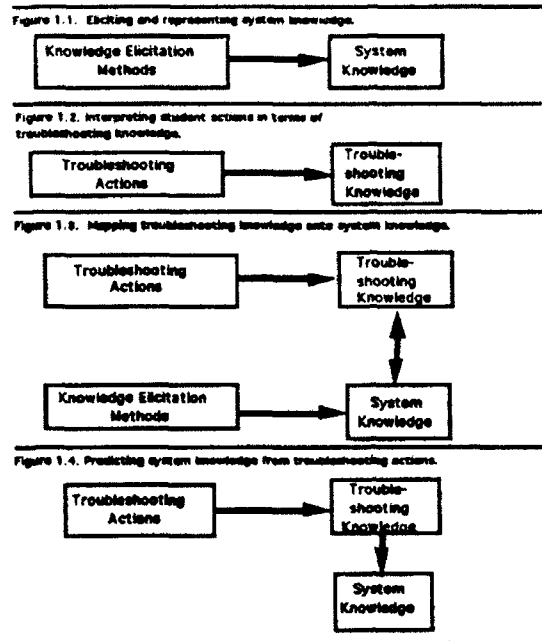 Figure 1.1. Eliciting and representing system knowledge.
Knowledge Elicitation
Methods
System
Knowledge
Figure 1.2. Interpreting student actions in terms of
troubleshooting knowledge.
Troubleshooting
Actions
Trouble-
shooting
Knowledge
Figure 1.3. Mapping troubleshooting knowledge onto system knowledge.
Troubleshooting
Actions
Trouble-
shooting
Knowledge
Knowledge Elicitation
Methods
System
Knowledge
Figure 1.4. Predicting system knowledge from troubleshooting actions.
Troubleshooting
Actions
Trouble-
shooting
Knowledge
System
Knowledge